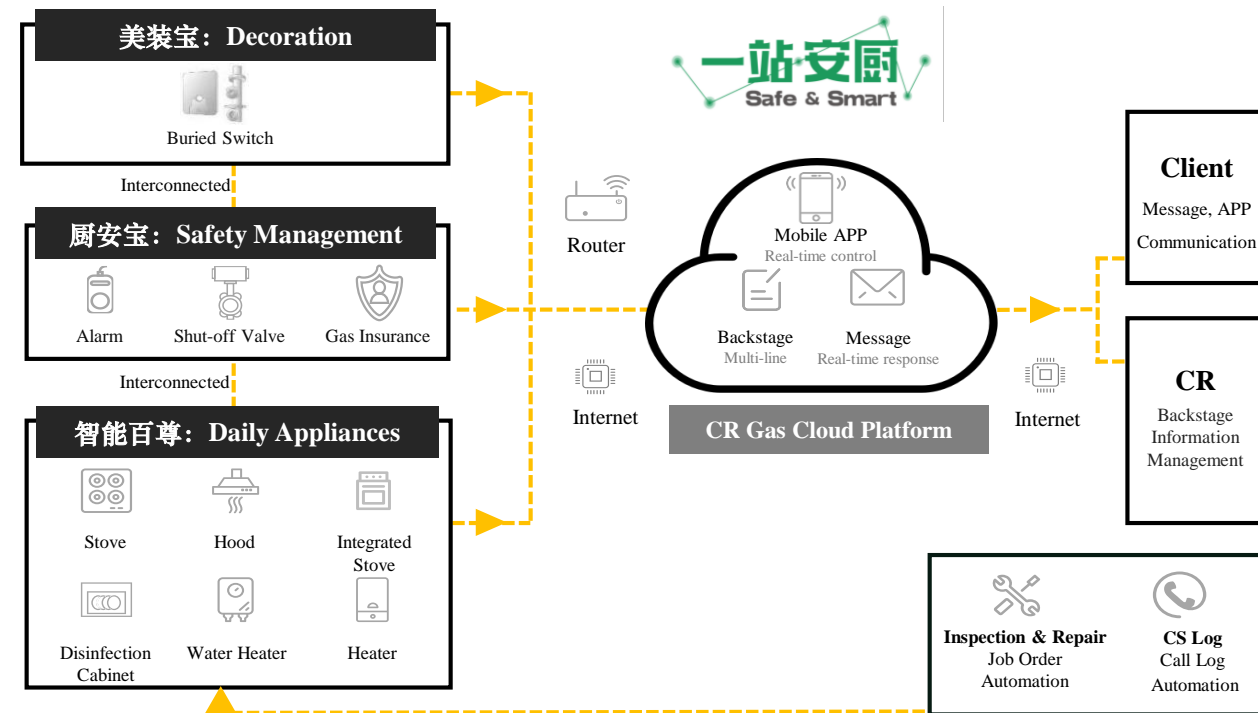 美装宝：Decoration
Buried Switch
Interconnected
厨安宝：Safety Management
Alarm
Shut-off Valve
Gas Insurance
Interconnected
智能百尊：Daily Appliances
Stove
Hood
Integrated
Stove
Disinfection
Cabinet
Water Heater
Heater
一站安厨
Safe & Smart
Router
Internet
Mobile APP
Real-time control
Backstage
Multi-line
Message
Real-time response
CR Gas Cloud Platform
Internet
Client
Message, APP
Communication
CR
Backstage
Information
Management
Inspection & Repair
Job Order
Automation
CS Log
Call Log
Automation